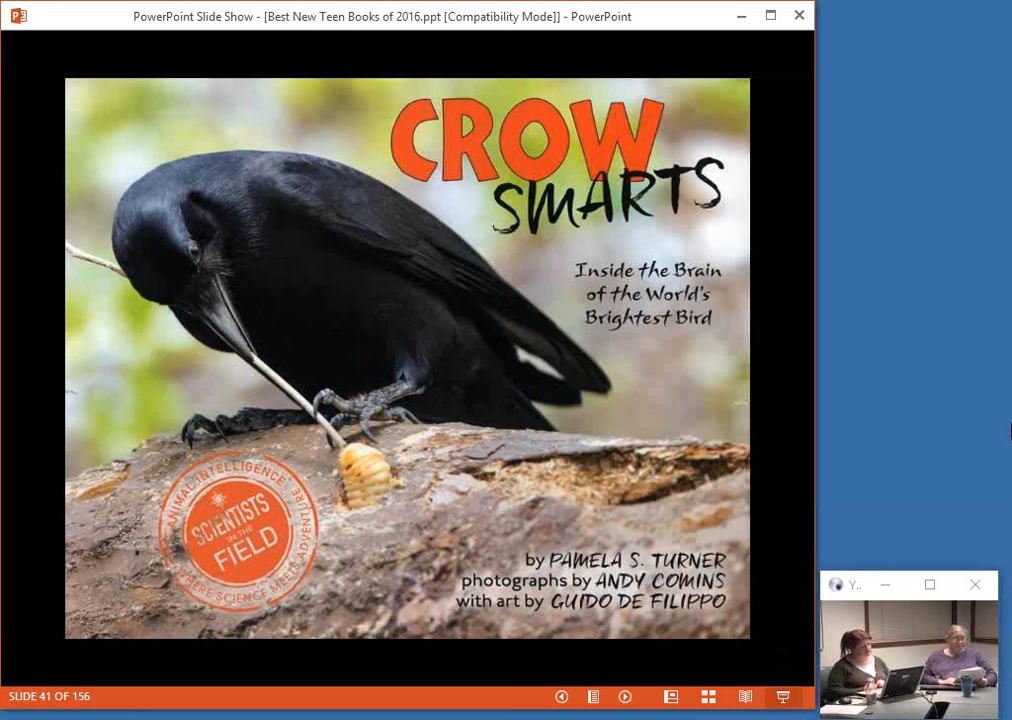 PowerPoint Slide Show - [Best New Teen Books of 2016.ppt [Compatibility Mode]] - PowerPoint
CROW
SMARTS
Inside the Brain
of the World's
Brightest Bird
ANIMAL INTELLIGENCE
SCIENTISTS
IN THE
FIELD
WHERE SCIENCE MEETS ADVENTURE
by PAMELA S. TURNER
photographs by ANDY COMINS
with art by GUIDO DE FILIPPO
Y..
SLIDE 41 OF 156